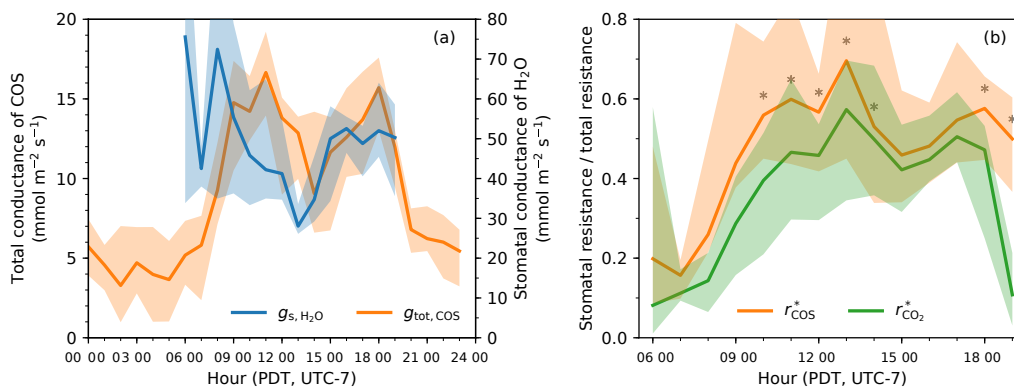 (a)
Total conductance of COS
(mmol m−2 s−1)
20
15
10
5
0
80
70
60
50
40
30
20
10
0
Stomatal conductance of H2O
(mmol m−2 s−1)
gs, H2O
gtot, COS
00 00 03 00 06 00 09 00 12 00 15 00 18 00 21 00 24 00
Hour (PDT, UTC-7)
(b)
Stomatal resistance / total resistance
0.8
0.6
0.4
0.2
0.0
* * * * * * *
r*COS
r*CO2
06 00 09 00 12 00 15 00 18 00
Hour (PDT, UTC-7)